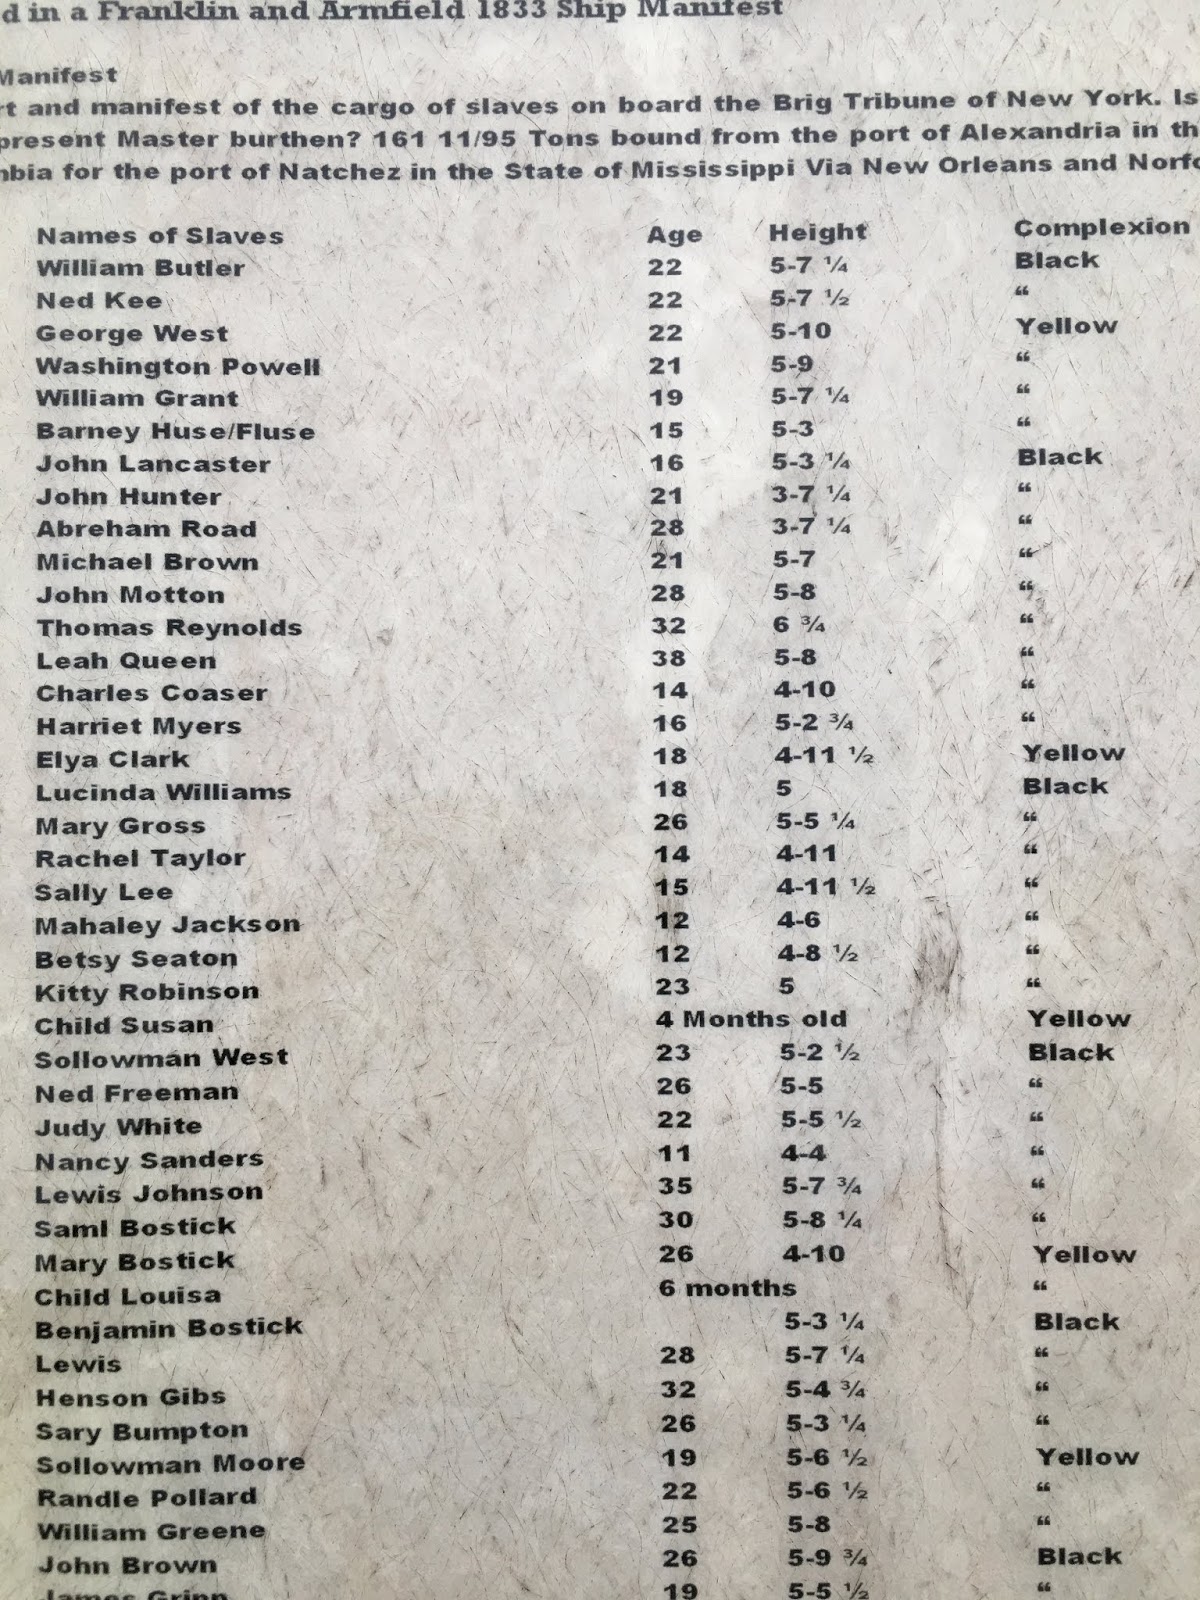 d in a Franklin and Armfield 1833 Ship Manifest
Manifest
rt and manifest of the cargo of slaves on board the Brig Tribune of New York. Is
present Master burthen? 161 11/95 Tons bound from the port of Alexandria in th
nbia for the port of Natchez in the State of Mississippi Via New Orleans and Norfo
Names of Slaves Age Height Complexion
William Butler 22 5-7 ¼ Black
Ned Kee 22 5-7 ½ “
George West 22 5-10 Yellow
Washington Powell 21 5-9 “
William Grant 19 5-7 ¼ “
Barney Huse/Fluse 15 5-3 “
John Lancaster 16 5-3 ¼ Black
John Hunter 21 3-7 ¼ “
Abreham Road 28 3-7 ¼ “
Michael Brown 21 5-7 “
John Motton 28 5-8 “
Thomas Reynolds 32 6 ¾ “
Leah Queen 38 5-8 “
Charles Coaser 14 4-10 “
Harriet Myers 16 5-2 ¾ “
Elya Clark 18 4-11 ½ Yellow
Lucinda Williams 18 5 Black
Mary Gross 26 5-5 ¼ “
Rachel Taylor 14 4-11 “
Sally Lee 15 4-11 ½ “
Mahaley Jackson 12 4-6 “
Betsy Seaton 12 4-8 ½ “
Kitty Robinson 23 5 “
Child Susan 4 Months old Yellow
Sollowman West 23 5-2 ½ Black
Ned Freeman 26 5-5 “
Judy White 22 5-5 ½ “
Nancy Sanders 11 4-4 “
Lewis Johnson 35 5-7 ¾ “
Saml Bostick 30 5-8 ¼ “
Mary Bostick 26 4-10 Yellow
Child Louisa 6 months “
Benjamin Bostick 5-3 ¼ Black
Lewis 28 5-7 ¼ “
Henson Gibs 32 5-4 ¾ “
Sary Bumpton 26 5-3 ¼ “
Sollowman Moore 19 5-6 ½ Yellow
Randle Pollard 22 5-6 ½ “
William Greene 25 5-8 “
John Brown 26 5-9 ¾ Black
James 19 5-5 ½ “